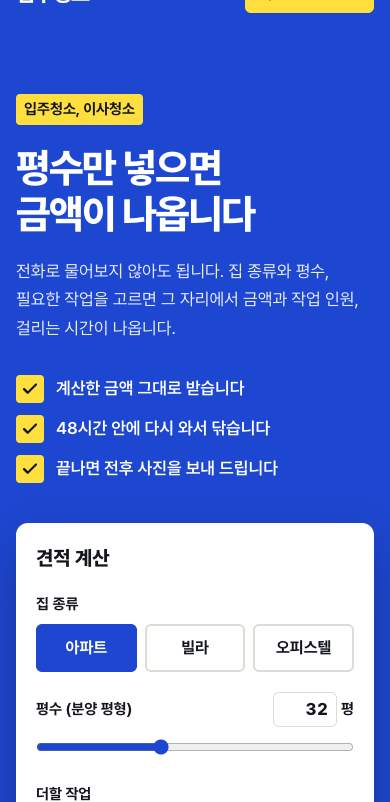 입주청소, 이사청소
평수만 넣으면
금액이 나옵니다
전화로 물어보지 않아도 됩니다. 집 종류와 평수,
필요한 작업을 고르면 그 자리에서 금액과 작업 인원,
걸리는 시간이 나옵니다.
계산한 금액 그대로 받습니다
48시간 안에 다시 와서 닦습니다
끝나면 전후 사진을 보내 드립니다
견적 계산
집 종류
아파트 빌라 오피스텔
평수 (분양 평형) 32 평
더할 작업